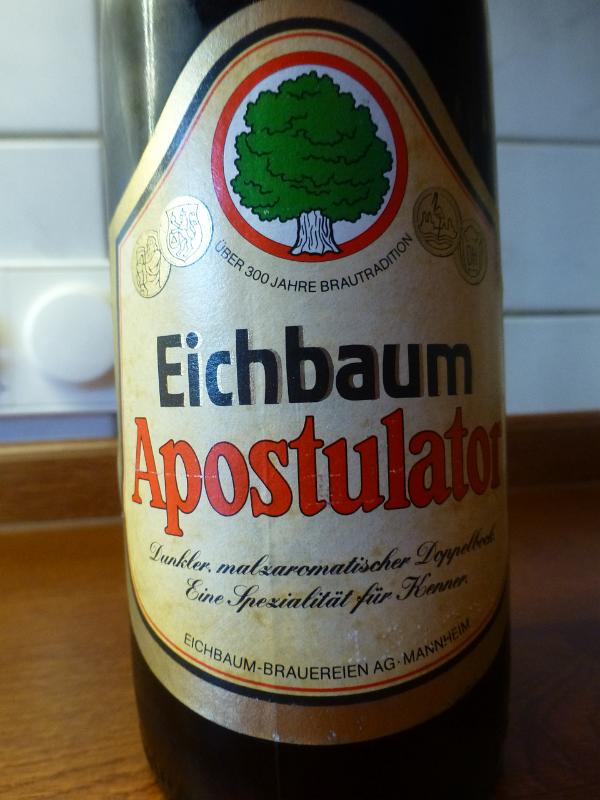 ÜBER 300 JAHRE BRAUTRADITION
Eichbaum
Apostulator
Dunkler, malzaromatischer Doppelbock.
Eine Spezialität für Kenner.
EICHBAUM-BRAUEREIEN AG·MANNHEIM